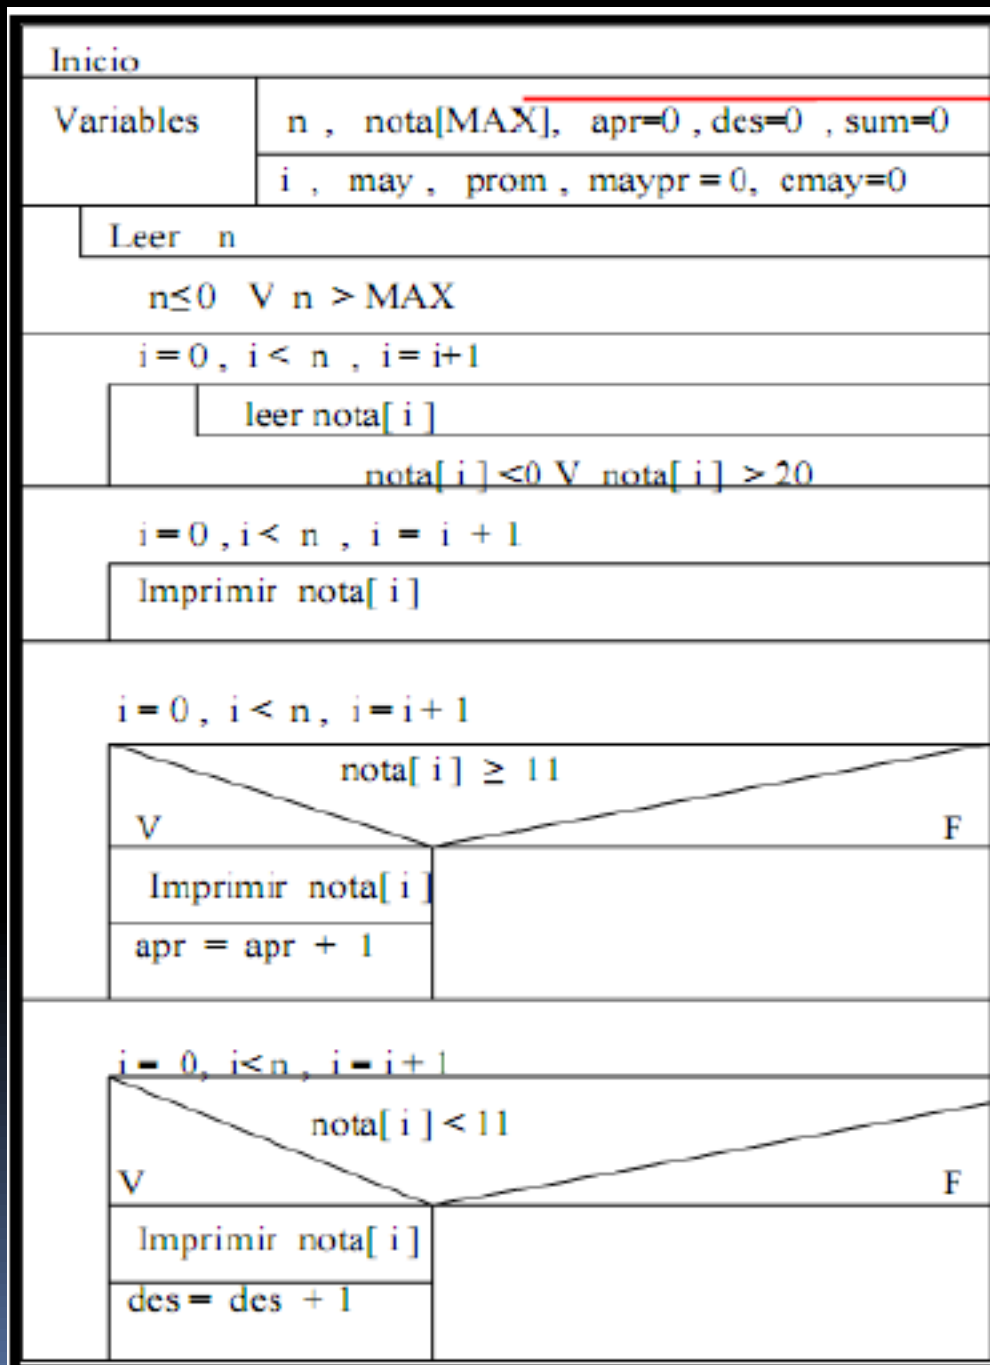 Inicio
Variables n , nota[MAX], apr=0 , des=0 , sum=0
i , may , prom , maypr = 0, cmay=0
Leer n
n≤0 V n > MAX
i = 0 , i < n , i = i+1
leer nota[ i ]
nota[ i ] <0 V nota[ i ] > 20
i = 0 , i < n , i = i + 1
Imprimir nota[ i ]
i = 0 , i < n , i = i + 1
nota[ i ] ≥ 11
V F
Imprimir nota[ i ]
apr = apr + 1
i = 0, i< n , i = i + 1
nota[ i ] < 11
V F
Imprimir nota[ i ]
des = des + 1